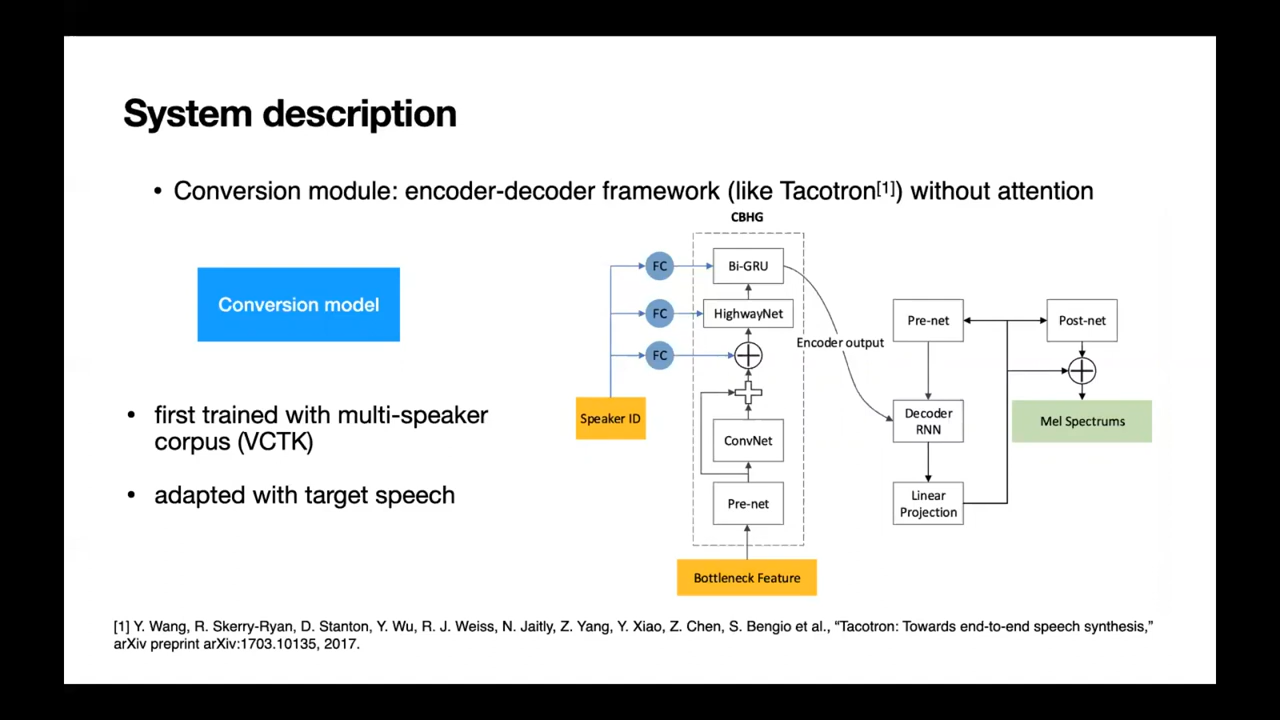 System description
• Conversion module: encoder-decoder framework (like Tacotron[1]) without attention
CBHG
Conversion model
• first trained with multi-speaker
corpus (VCTK)
• adapted with target speech
FC
Bi-GRU
FC
HighwayNet
FC
Speaker ID
ConvNet
Pre-net
Bottleneck Feature
Encoder output
Pre-net
Decoder
RNN
Linear
Projection
Post-net
Mel Spectrums
[1] Y. Wang, R. Skerry-Ryan, D. Stanton, Y. Wu, R. J. Weiss, N. Jaitly, Z. Yang, Y. Xiao, Z. Chen, S. Bengio et al., “Tacotron: Towards end-to-end speech synthesis,”
arXiv preprint arXiv:1703.10135, 2017.